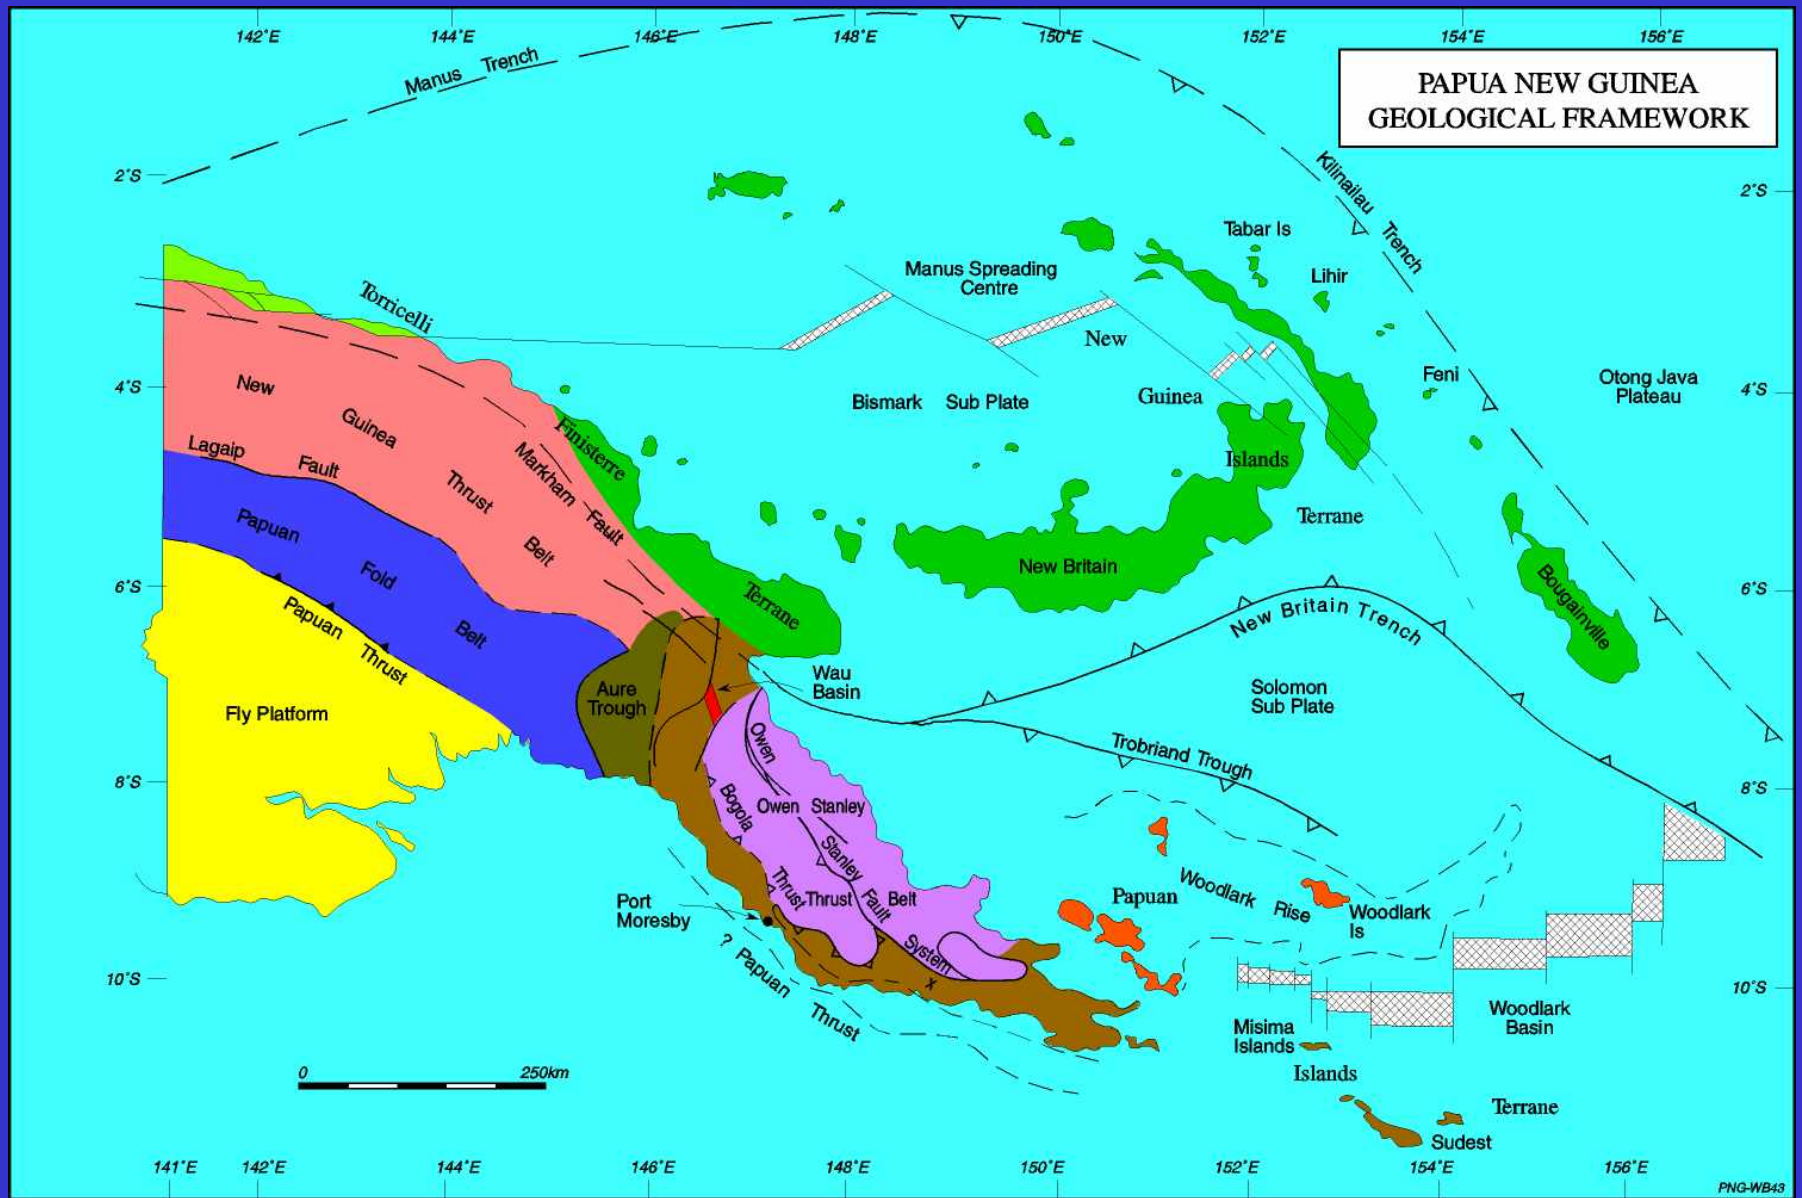 142°E 144°E 146°E 148°E 150°E 152°E 154°E 156°E
PAPUA NEW GUINEA
GEOLOGICAL FRAMEWORK
Manus Trench
Kilinailau Trench
2°S 2°S
Tabar Is
Lihir
Manus Spreading
Centre
Torricelli
New
Guinea
Islands
Terrane
Feni
Otong Java
Plateau
4°S 4°S
Bismark Sub Plate
New
Guinea
Thrust
Belt
Finisterre
Terrane
Markham Fault
Lagaip Fault
Papuan
Fold
Belt
New Britain
Bougainville
6°S 6°S
New Britain Trench
Papuan Thrust
Aure
Trough
Wau
Basin
Solomon
Sub Plate
Fly Platform
Trobriand Trough
8°S 8°S
Owen
Stanley
Fault
System
Owen Stanley
Thrust Belt
Bogola
Thrust
Port
Moresby
Papuan
Islands
Terrane
Woodlark Rise
Woodlark
Is
? Papuan Thrust
x
10°S 10°S
Woodlark
Basin
Misima
Islands
Sudest
0 250km
141°E 142°E 144°E 146°E 148°E 150°E 152°E 154°E 156°E
PNG-WB43